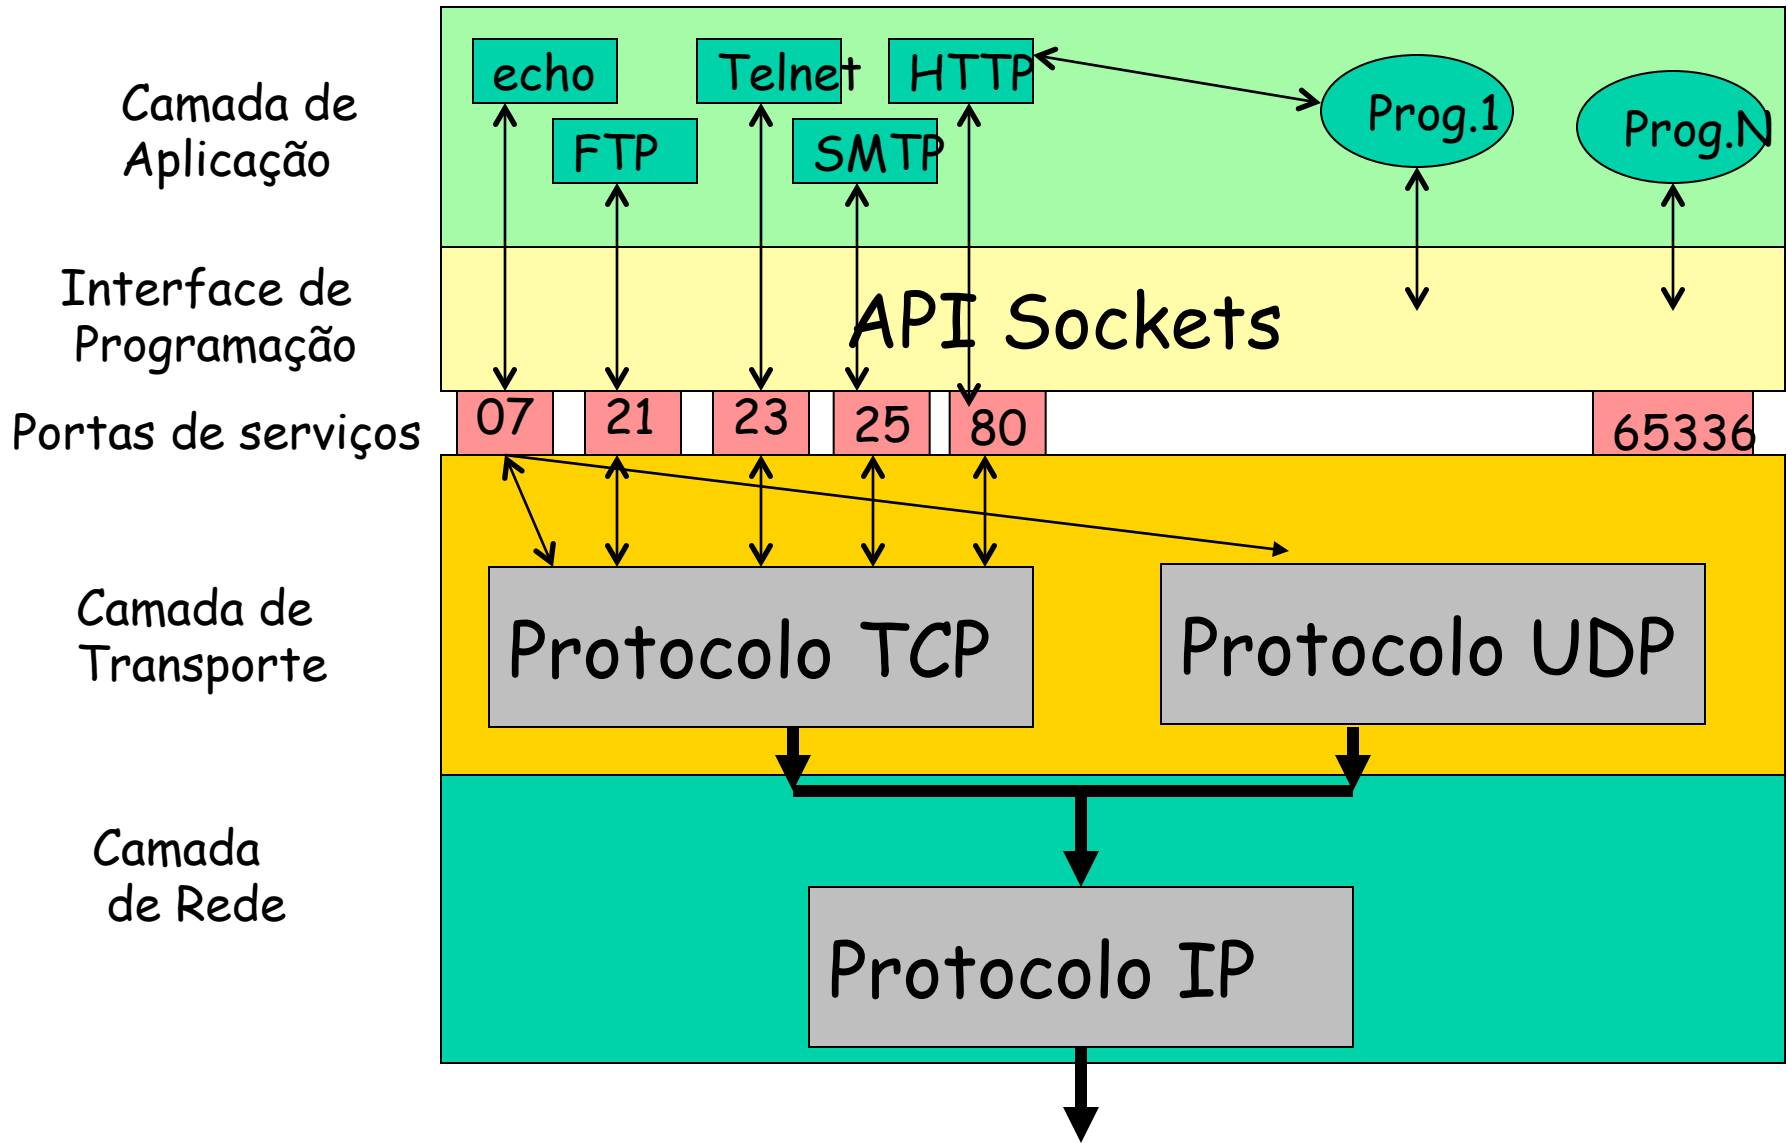 echo
Telnet
HTTP
Prog.1
Prog.N
FTP
SMTP
Camada de
Aplicação
Interface de
Programação
API Sockets
Portas de serviços
07
21
23
25
80
65336
Camada de
Transporte
Protocolo TCP
Protocolo UDP
Camada
de Rede
Protocolo IP